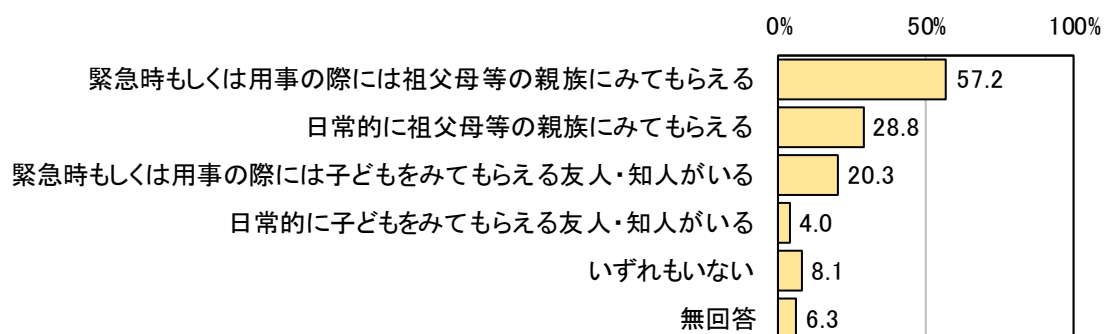 0% 50% 100%
緊急時もしくは用事の際には祖父母等の親族にみてもらえる 57.2
日常的に祖父母等の親族にみてもらえる 28.8
緊急時もしくは用事の際には子どもをみてもらえる友人・知人がいる 20.3
日常的に子どもをみてもらえる友人・知人がいる 4.0
いずれもいない 8.1
無回答 6.3